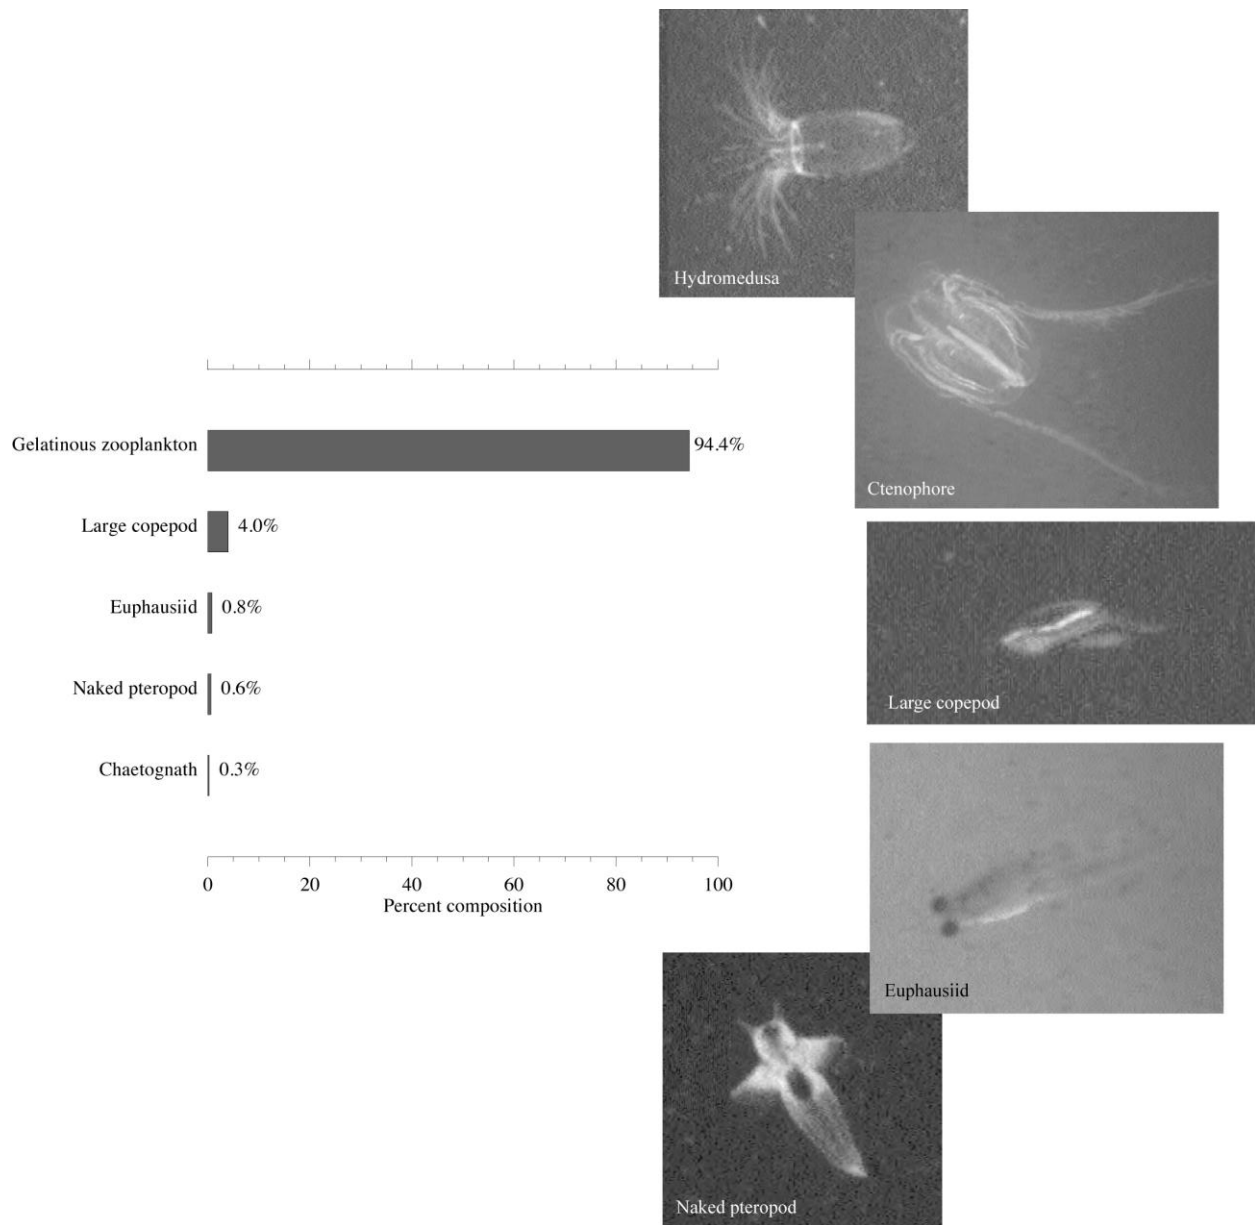 Hydromedusa
Ctenophore
Gelatinous zooplankton 94.4%
Large copepod 4.0%
Large copepod
Euphausiid 0.8%
Naked pteropod 0.6%
Chaetognath 0.3%
0 20 40 60 80 100
Percent composition
Euphausiid
Naked pteropod